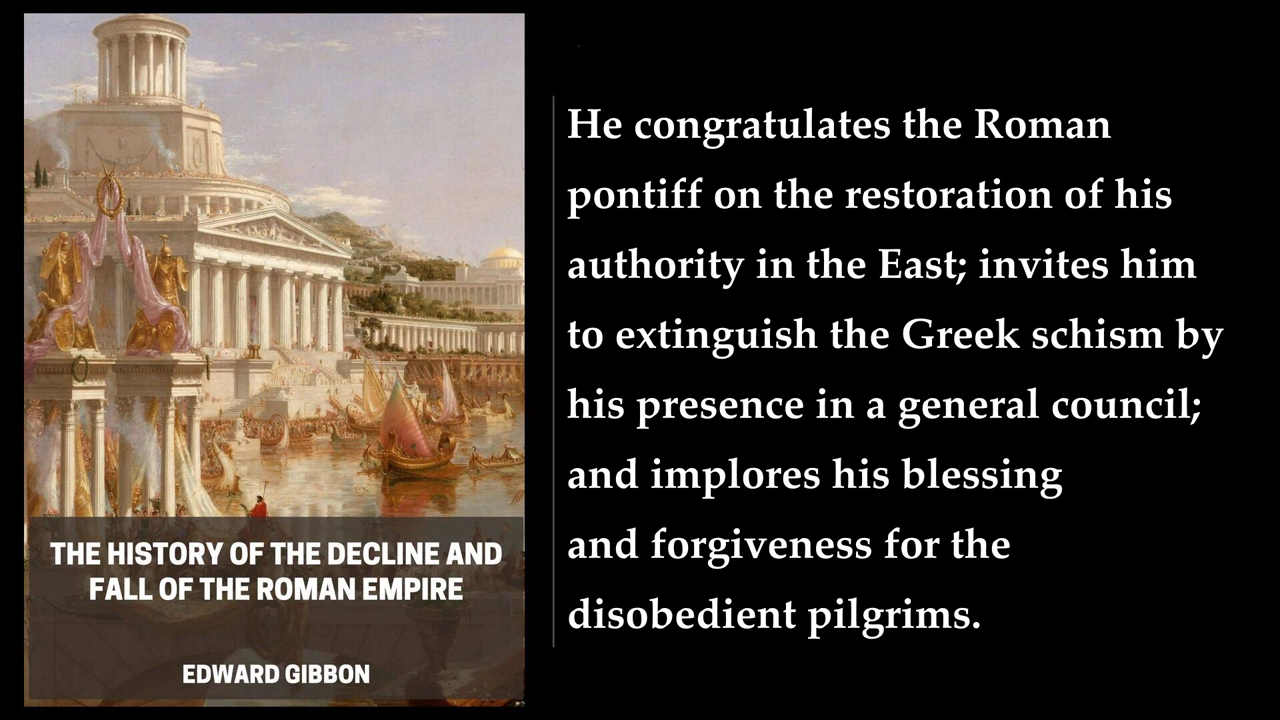 THE HISTORY OF THE DECLINE AND
FALL OF THE ROMAN EMPIRE
EDWARD GIBBON
He congratulates the Roman
pontiff on the restoration of his
authority in the East; invites him
to extinguish the Greek schism by
his presence in a general council;
and implores his blessing
and forgiveness for the
disobedient pilgrims.